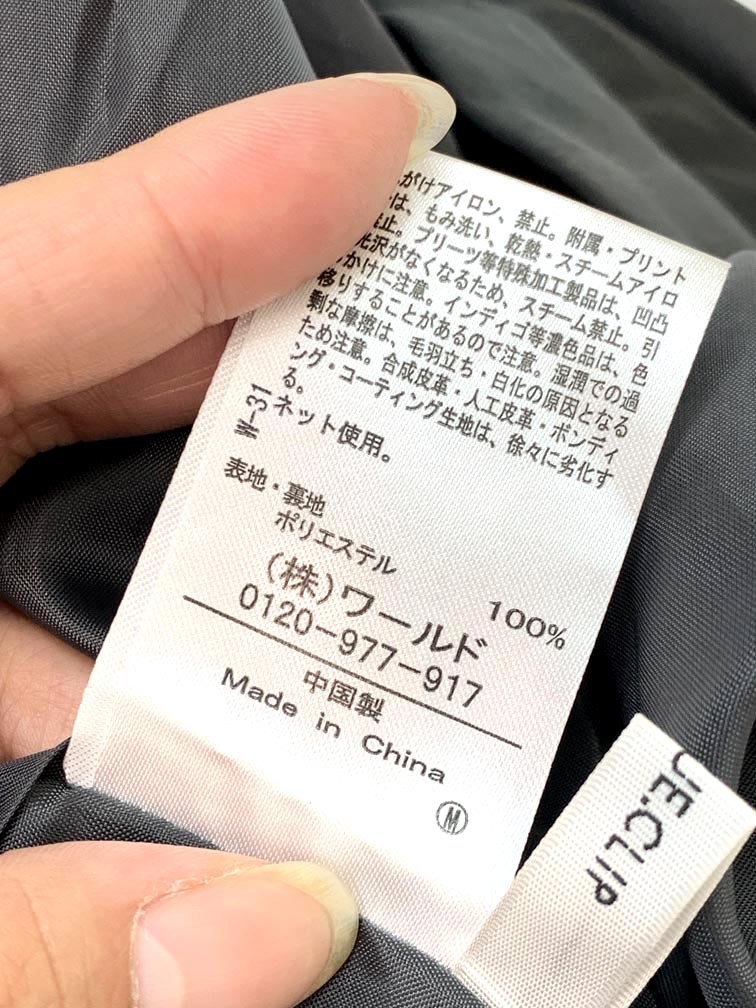 がけアイロン、禁止。附属・プリント
は、もみ洗い、乾熱・スチームアイロ
禁止。プリーツ等特殊加工製品は、凹凸
光沢がなくなるため、スチーム禁止。引
っかけに注意。インディゴ等濃色品は、色
移りすることがあるので注意。湿潤での過
剰な摩擦は、毛羽立ち・白化の原因となる
ため注意。合成皮革・人工皮革・ボンディ
ング・コーティング生地は、徐々に劣化す
る。
W-31
ネット使用。
表地・裏地
ポリエステル 100%
(株)ワールド
0120-977-917
中国製
Made in China
M
UE.CLIP